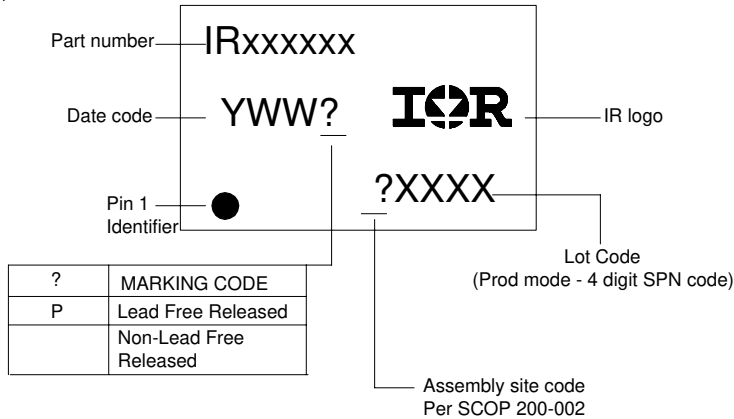 Part number
IRxxxxxx
Date code
YWW?
IOR
IR logo
Pin 1
Identifier
?XXXX
Lot Code
(Prod mode - 4 digit SPN code)
? MARKING CODE
P Lead Free Released
Non-Lead Free
Released
Assembly site code
Per SCOP 200-002